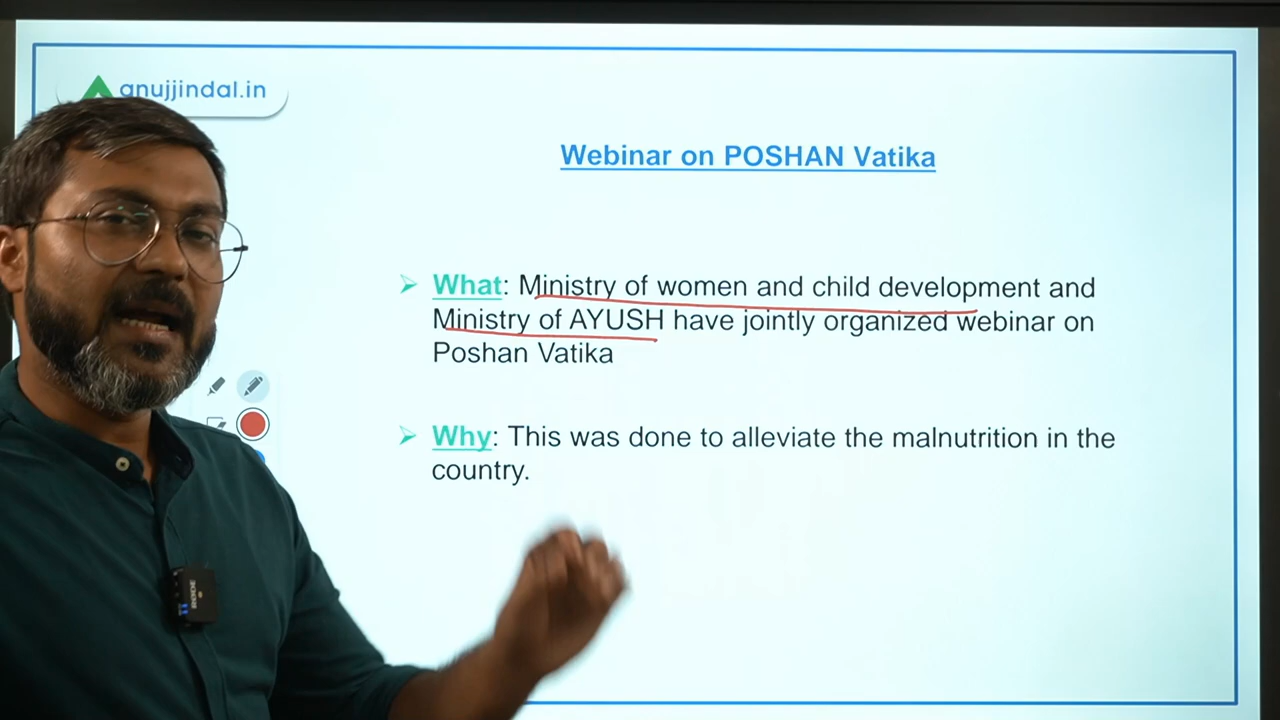 anujjindal.in
Webinar on POSHAN Vatika
➢ What: Ministry of women and child development and
Ministry of AYUSH have jointly organized webinar on
Poshan Vatika
➢ Why: This was done to alleviate the malnutrition in the
country.